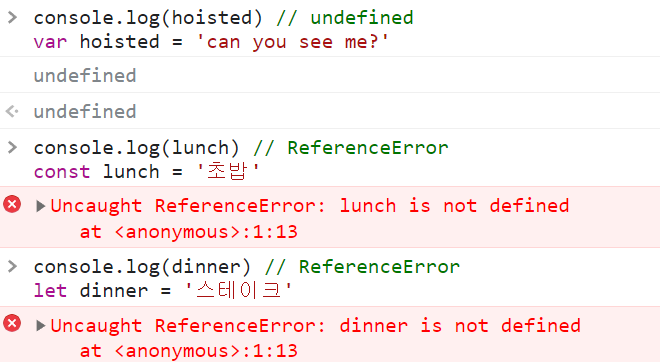 console.log(hoisted) // undefined
var hoisted = 'can you see me?'
undefined
undefined
console.log(lunch) // ReferenceError
const lunch = '초밥'
Uncaught ReferenceError: lunch is not defined
at <anonymous>:1:13
console.log(dinner) // ReferenceError
let dinner = '스테이크'
Uncaught ReferenceError: dinner is not defined
at <anonymous>:1:13